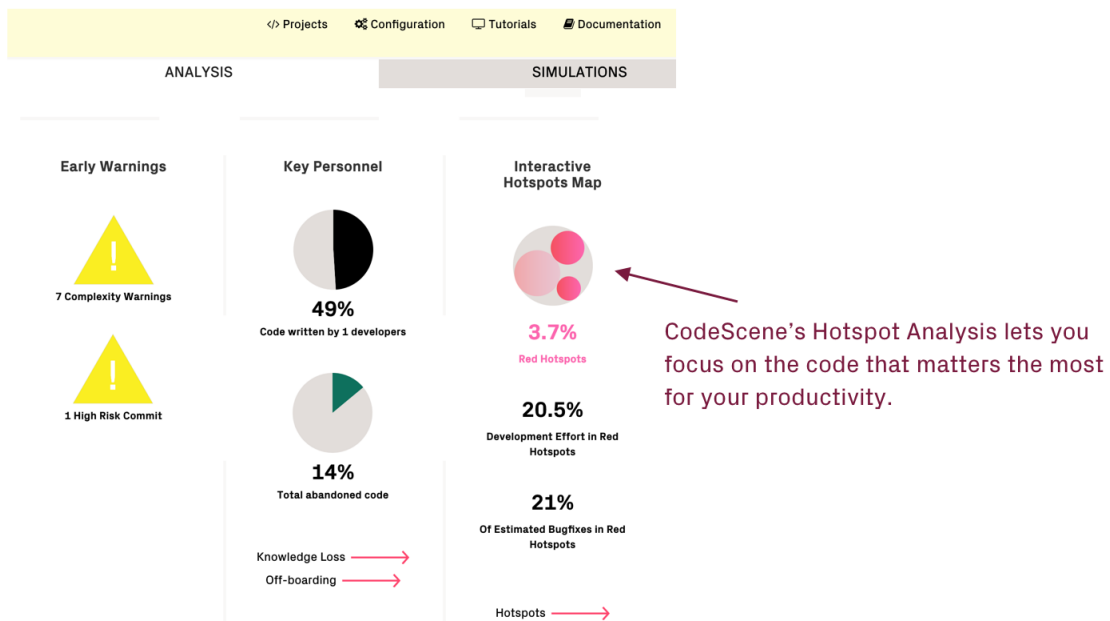 </> Projects
Configuration
Tutorials
Documentation
ANALYSIS
SIMULATIONS
Early Warnings
7 Complexity Warnings
1 High Risk Commit
Key Personnel
49%
Code written by 1 developers
14%
Total abandoned code
Knowledge Loss
Off-boarding
Interactive
Hotspots Map
3.7%
Red Hotspots
20.5%
Development Effort in Red
Hotspots
21%
Of Estimated Bugfixes in Red
Hotspots
Hotspots
CodeScene’s Hotspot Analysis lets you
focus on the code that matters the most
for your productivity.